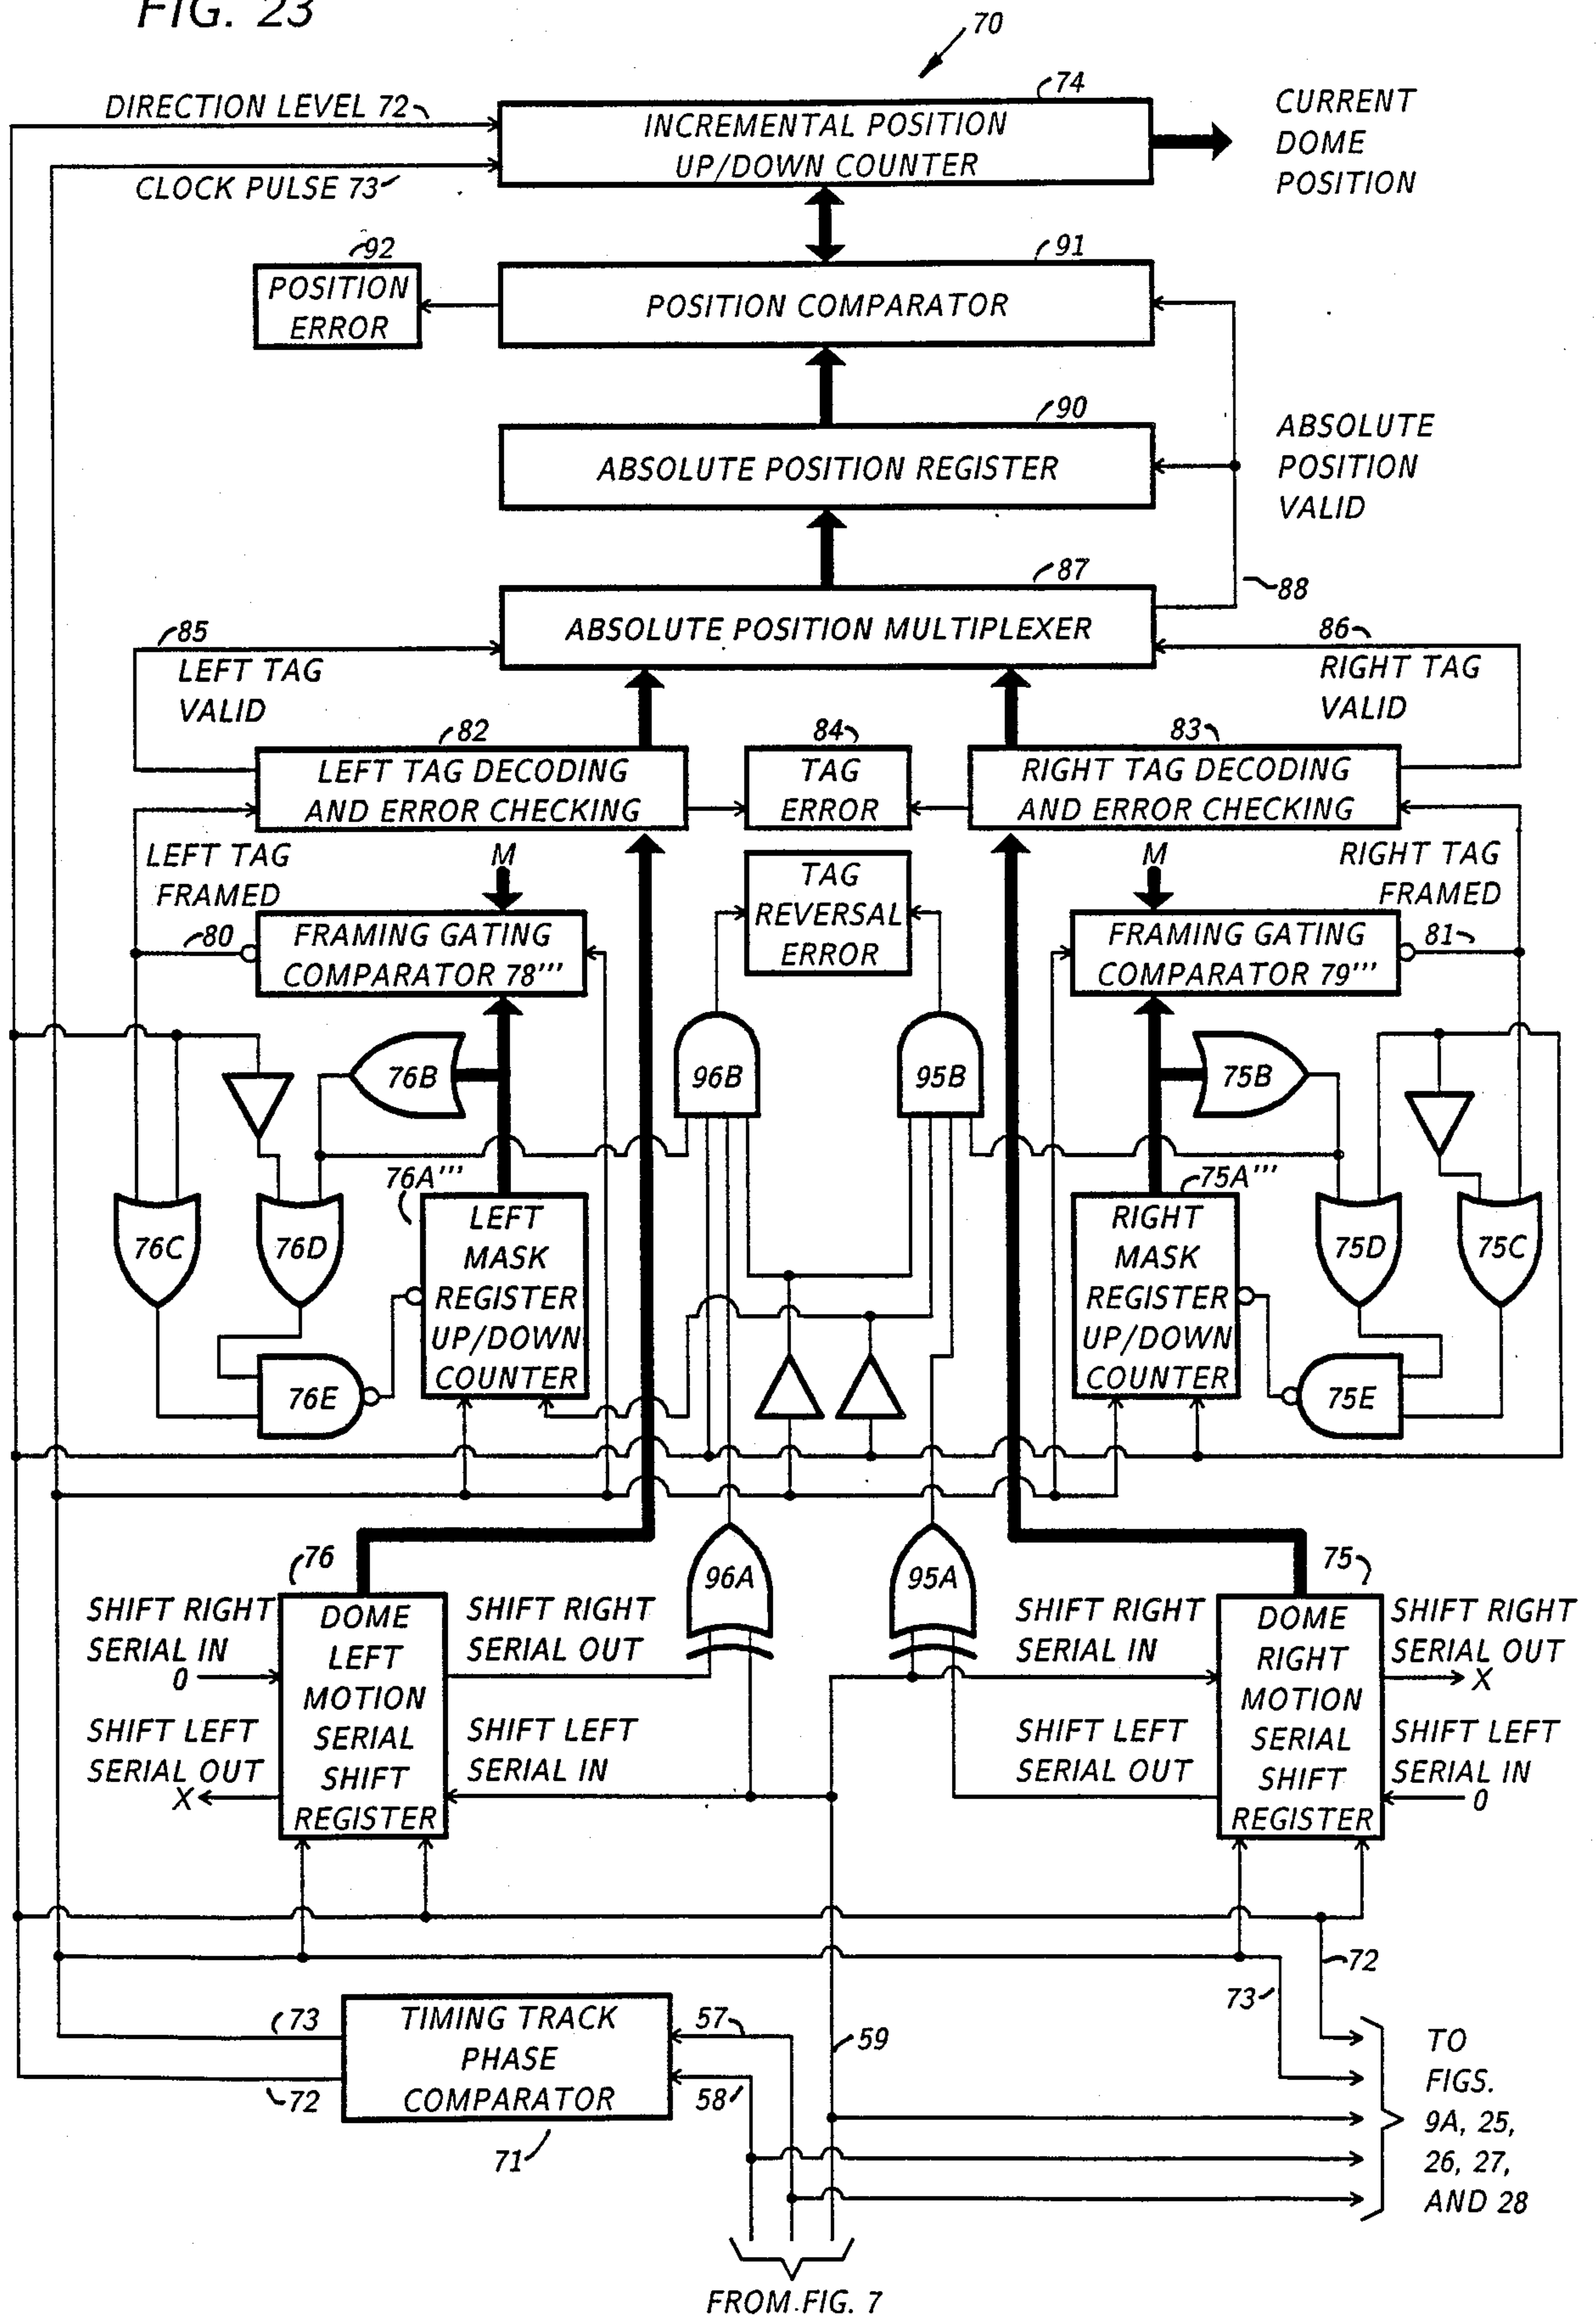 FIG. 23
70
DIRECTION LEVEL 72
CLOCK PULSE 73
74
INCREMENTAL POSITION
UP/DOWN COUNTER
CURRENT
DOME
POSITION
92
POSITION
ERROR
91
POSITION COMPARATOR
90
ABSOLUTE POSITION REGISTER
ABSOLUTE
POSITION
VALID
87
ABSOLUTE POSITION MULTIPLEXER
88
85
LEFT TAG
VALID
86
RIGHT TAG
VALID
82
LEFT TAG DECODING
AND ERROR CHECKING
84
TAG
ERROR
83
RIGHT TAG DECODING
AND ERROR CHECKING
LEFT TAG
FRAMED
M
TAG
REVERSAL
ERROR
M
RIGHT TAG
FRAMED
80
FRAMING GATING
COMPARATOR 78'''
FRAMING GATING
COMPARATOR 79'''
81
76B
96B
95B
75B
76A'''
75A'''
76C
76D
LEFT
MASK
REGISTER
UP/DOWN
COUNTER
RIGHT
MASK
REGISTER
UP/DOWN
COUNTER
75D
75C
76E
75E
76
96A
95A
75
SHIFT RIGHT
SERIAL IN
0
SHIFT LEFT
SERIAL OUT
X
DOME
LEFT
MOTION
SERIAL
SHIFT
REGISTER
SHIFT RIGHT
SERIAL OUT
SHIFT LEFT
SERIAL IN
SHIFT RIGHT
SERIAL IN
SHIFT LEFT
SERIAL OUT
DOME
RIGHT
MOTION
SERIAL
SHIFT
REGISTER
SHIFT RIGHT
SERIAL OUT
X
SHIFT LEFT
SERIAL IN
0
72
73
73
72
TIMING TRACK
PHASE
COMPARATOR
71
57
58
59
TO
FIGS.
9A, 25,
26, 27,
AND 28
FROM FIG. 7